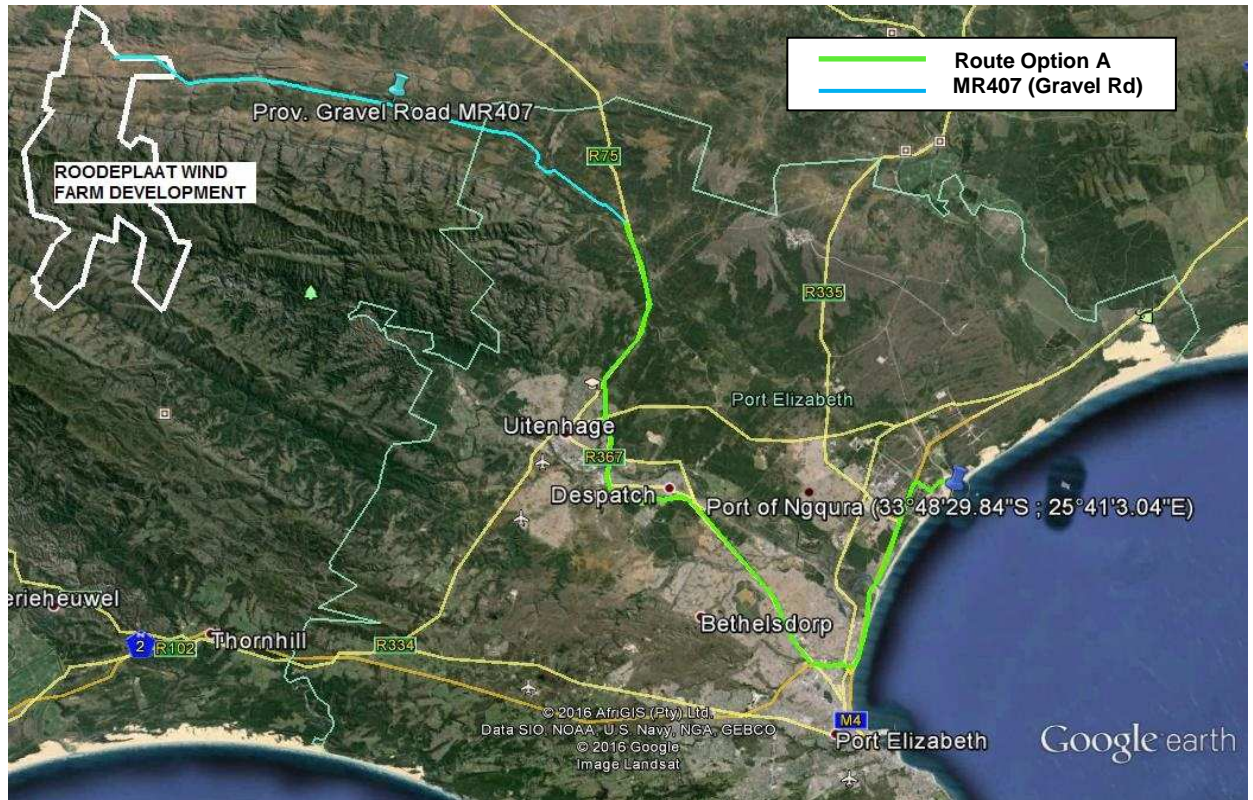 Route Option A
MR407 (Gravel Rd)
Prov. Gravel Road MR407
R75
ROODEPLAAT WIND
FARM DEVELOPMENT
R335
Port Elizabeth
Uitenhage
R367
Despatch
Port of Ngqura (33°48'29.84"S ; 25°41'3.04"E)
erieheuwel
Bethelsdorp
2
R102
Thornhill
R334
© 2016 AfriGIS (Pty) Ltd.
Data SIO, NOAA, U.S. Navy, NGA, GEBCO
© 2016 Google
Image Landsat
M4
Port Elizabeth
Google earth